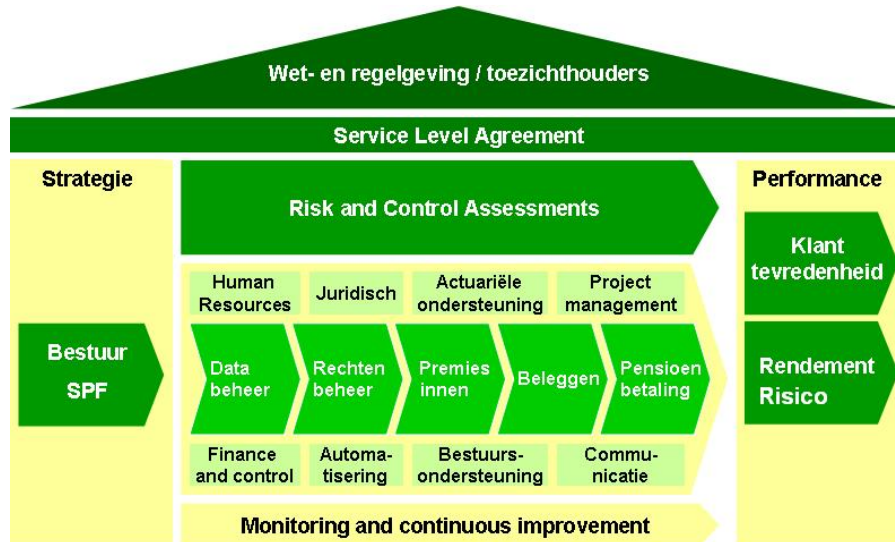 Wet- en regelgeving / toezichthouders
Service Level Agreement
Strategie
Bestuur
SPF
Risk and Control Assessments
Human
Resources
Juridisch
Actuariële
ondersteuning
Project
management
Data
beheer
Rechten
beheer
Premies
innen
Beleggen
Pensioen
betaling
Finance
and control
Automa-
tisering
Bestuurs-
ondersteuning
Commu-
nicatie
Monitoring and continuous improvement
Performance
Klant
tevredenheid
Rendement
Risico